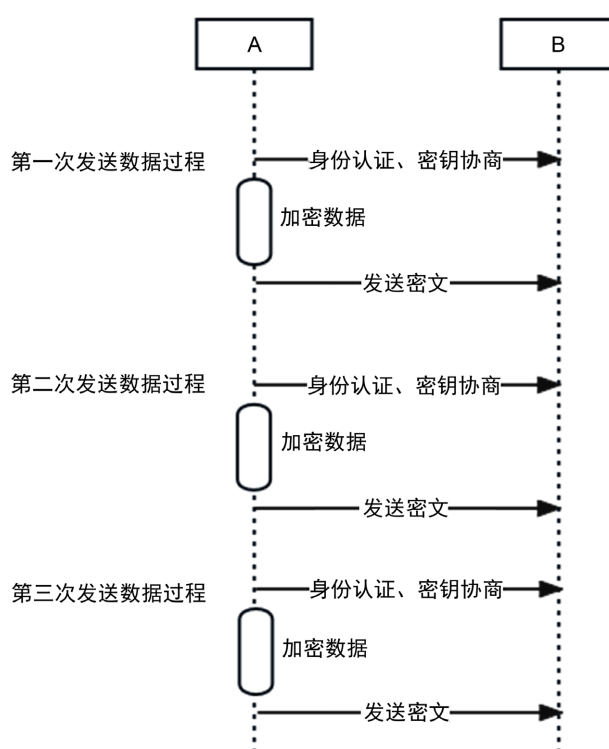 A
B
第一次发送数据过程
身份认证、密钥协商
加密数据
发送密文
第二次发送数据过程
身份认证、密钥协商
加密数据
发送密文
第三次发送数据过程
身份认证、密钥协商
加密数据
发送密文